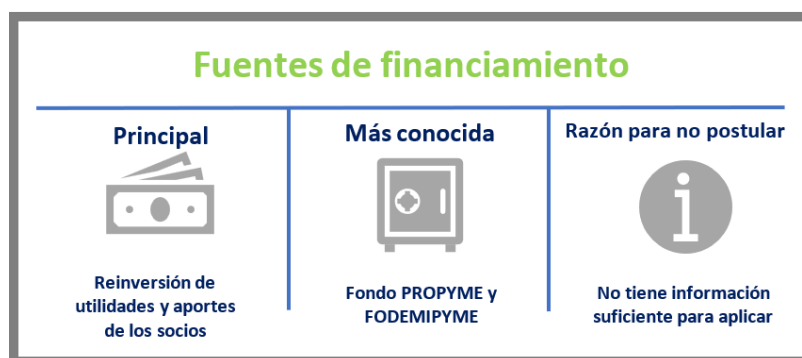 Fuentes de financiamiento
Principal
Reinversión de
utilidades y aportes
de los socios
Más conocida
Fondo PROPYME y
FODEMIPYME
Razón para no postular
No tiene información
suficiente para aplicar